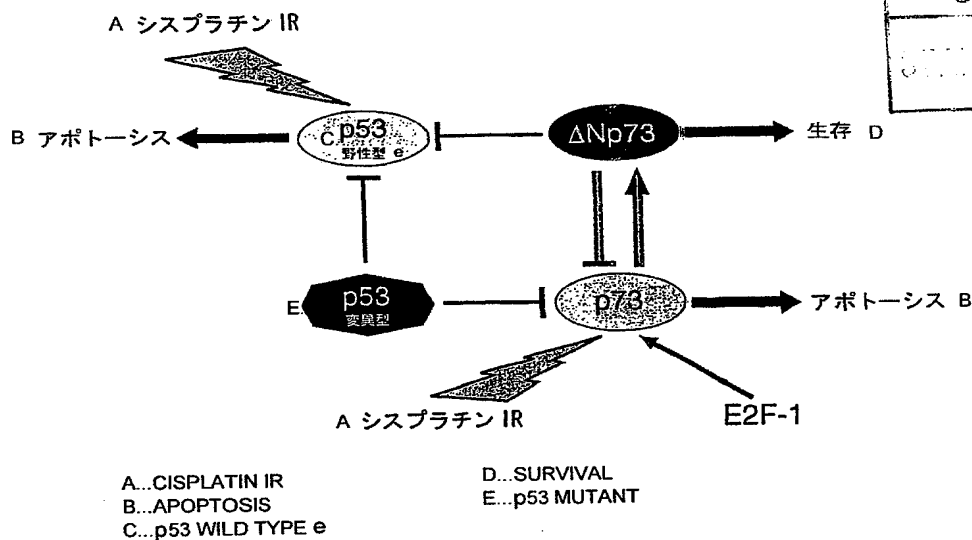 A シスプラチン IR
B アポトーシス
C p53
野性型 e
ΔNp73
生存 D
E p53
変異型
p73
アポトーシス B
A シスプラチン IR
E2F-1
A...CISPLATIN IR
B...APOPTOSIS
C...p53 WILD TYPE e
D...SURVIVAL
E...p53 MUTANT